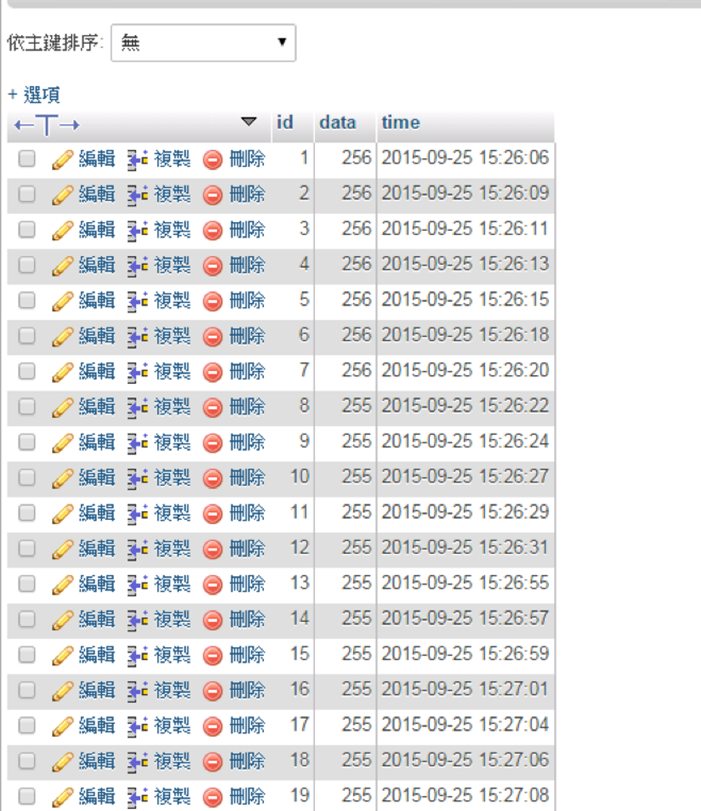 依主鍵排序: 無
+ 選項
←T→ id data time
編輯 複製 刪除 1 256 2015-09-25 15:26:06
編輯 複製 刪除 2 256 2015-09-25 15:26:09
編輯 複製 刪除 3 256 2015-09-25 15:26:11
編輯 複製 刪除 4 256 2015-09-25 15:26:13
編輯 複製 刪除 5 256 2015-09-25 15:26:15
編輯 複製 刪除 6 256 2015-09-25 15:26:18
編輯 複製 刪除 7 256 2015-09-25 15:26:20
編輯 複製 刪除 8 255 2015-09-25 15:26:22
編輯 複製 刪除 9 255 2015-09-25 15:26:24
編輯 複製 刪除 10 255 2015-09-25 15:26:27
編輯 複製 刪除 11 255 2015-09-25 15:26:29
編輯 複製 刪除 12 255 2015-09-25 15:26:31
編輯 複製 刪除 13 255 2015-09-25 15:26:55
編輯 複製 刪除 14 255 2015-09-25 15:26:57
編輯 複製 刪除 15 255 2015-09-25 15:26:59
編輯 複製 刪除 16 255 2015-09-25 15:27:01
編輯 複製 刪除 17 255 2015-09-25 15:27:04
編輯 複製 刪除 18 255 2015-09-25 15:27:06
編輯 複製 刪除 19 255 2015-09-25 15:27:08